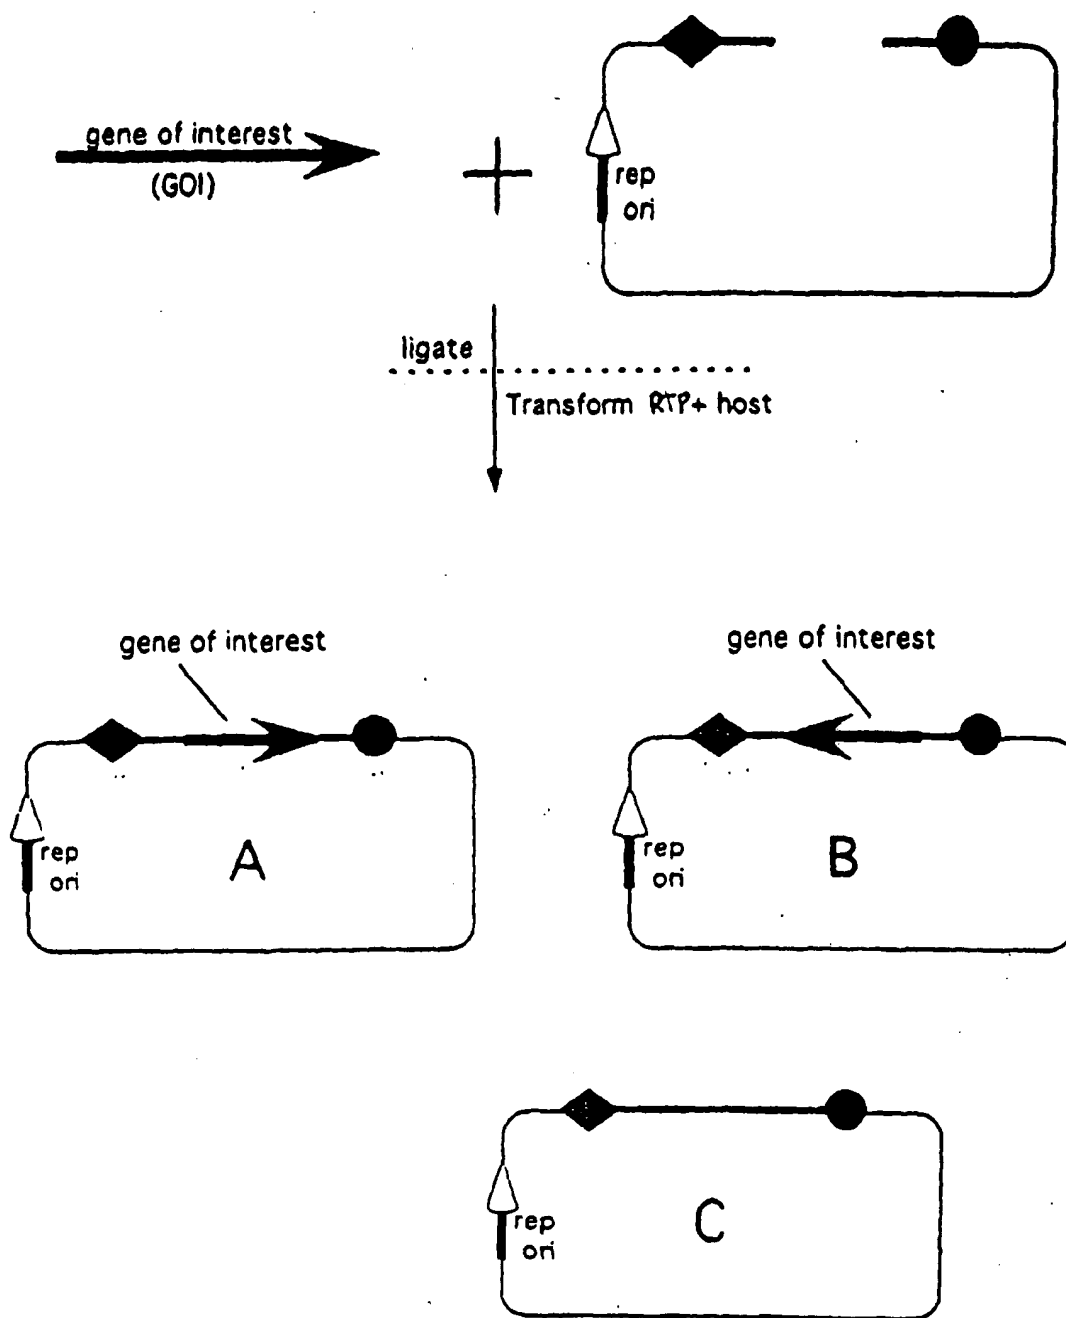 gene of interest
(GOI)
rep
ori
ligate
Transform RTP+ host
gene of interest
gene of interest
rep
ori
A
rep
ori
B
rep
ori
C